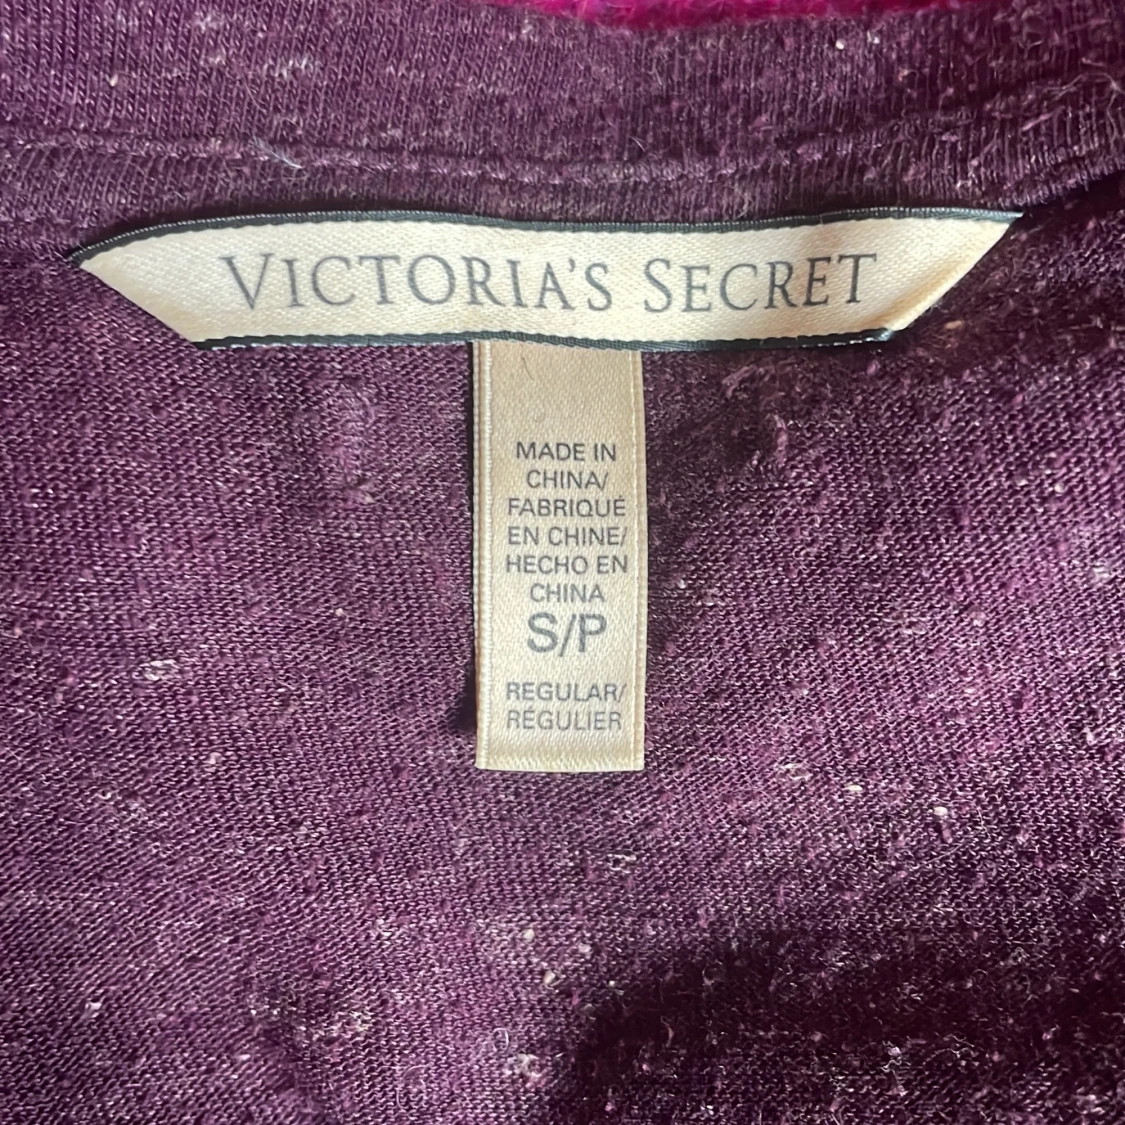 VICTORIA'S SECRET
MADE IN
CHINA/
FABRIQUÉ
EN CHINE/
HECHO EN
CHINA
S/P
REGULAR/
RÉGULIER